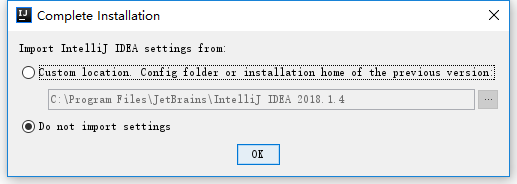 IJ
Complete Installation
Import IntelliJ IDEA settings from:
Custom location. Config folder or installation home of the previous version:
C:\Program Files\JetBrains\IntelliJ IDEA 2018.1.4
...
Do not import settings
OK